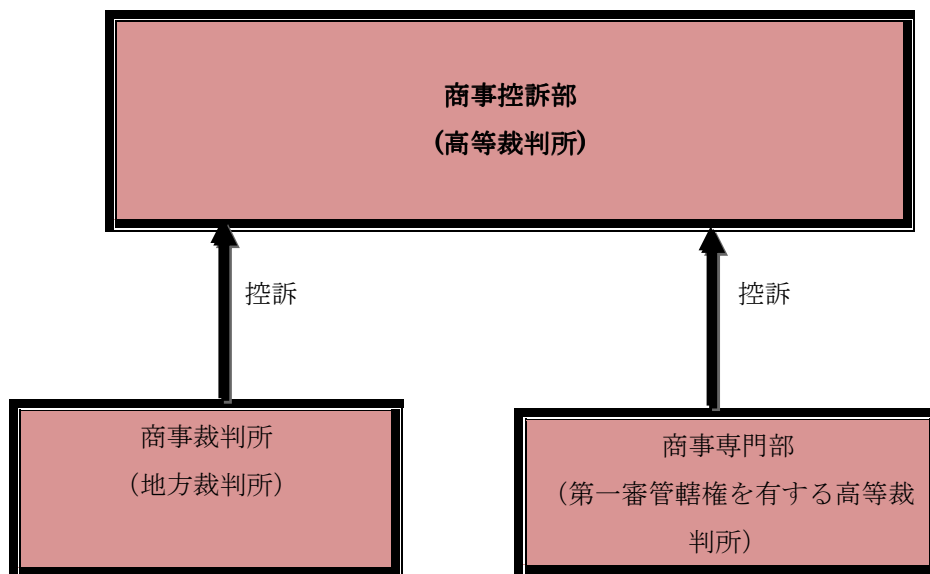 商事控訴部
(高等裁判所)
控訴
控訴
商事裁判所
（地方裁判所）
商事専門部
（第一審管轄権を有する高等裁
判所）